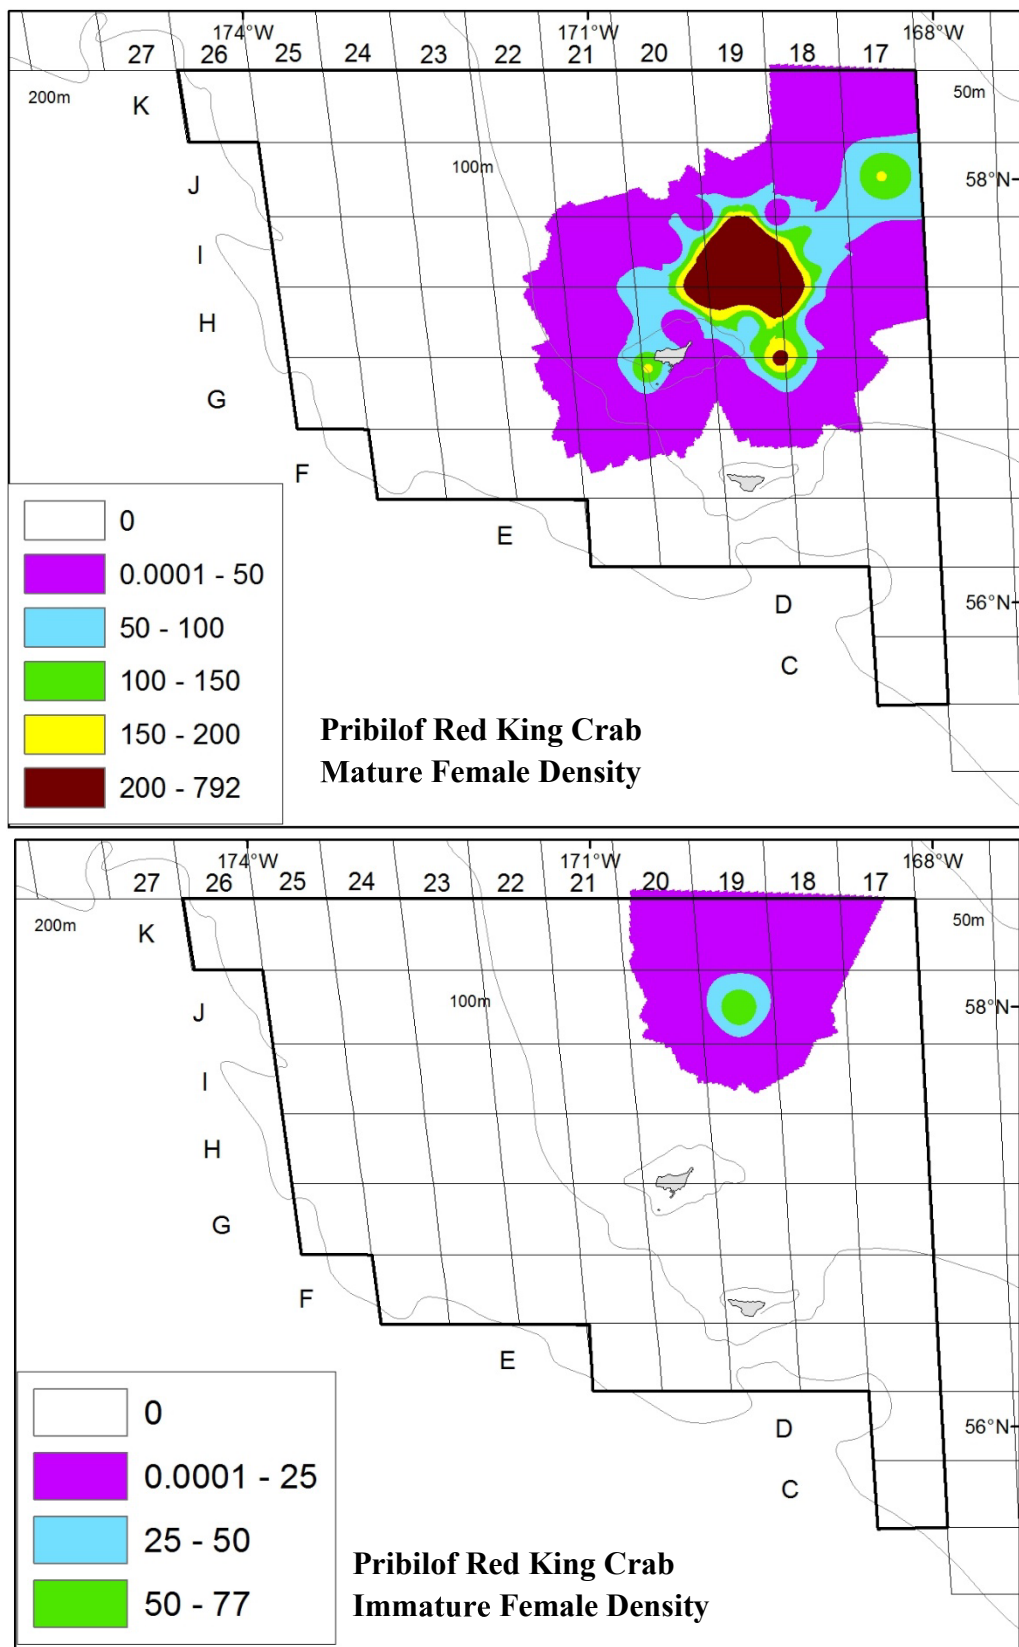 174°W 171°W 168°W
27 26 25 24 23 22 21 20 19 18 17
200m K 50m
100m
J 58°N
I
H
G
F
E
D 56°N
C
0
0.0001 - 50
50 - 100
100 - 150
150 - 200
200 - 792
Pribilof Red King Crab
Mature Female Density
174°W 171°W 168°W
27 26 25 24 23 22 21 20 19 18 17
200m K 50m
J 100m 58°N
I
H
G
F
E
D 56°N
C
0
0.0001 - 25
25 - 50
50 - 77
Pribilof Red King Crab
Immature Female Density